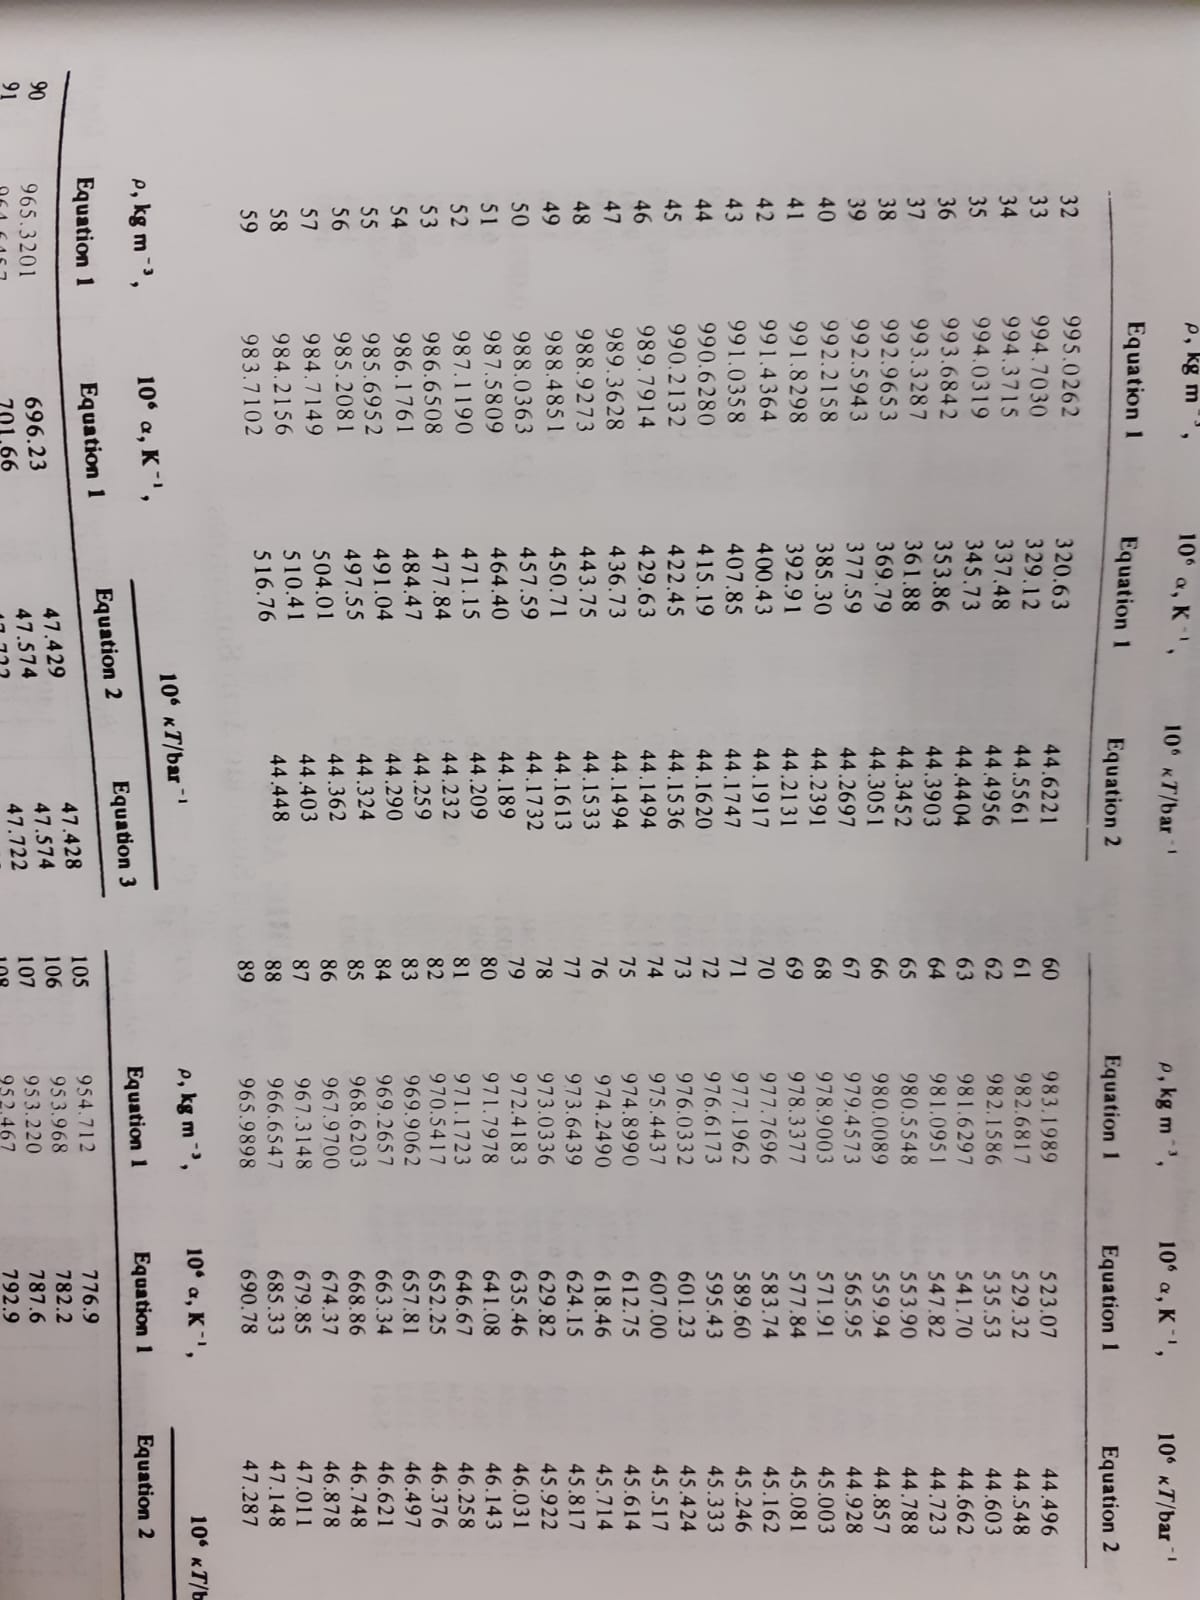 ρ, kg m⁻³, 10⁶ α, K⁻¹, 10⁶ κT/bar⁻¹
Equation 1 Equation 1 Equation 2
32 995.0262 320.63 44.6221
33 994.7030 329.12 44.5561
34 994.3715 337.48 44.4956
35 994.0319 345.73 44.4404
36 993.6842 353.86 44.3903
37 993.3287 361.88 44.3452
38 992.9653 369.79 44.3051
39 992.5943 377.59 44.2697
40 992.2158 385.30 44.2391
41 991.8298 392.91 44.2131
42 991.4364 400.43 44.1917
43 991.0358 407.85 44.1747
44 990.6280 415.19 44.1620
45 990.2132 422.45 44.1536
46 989.7914 429.63 44.1494
47 989.3628 436.73 44.1494
48 988.9273 443.75 44.1533
49 988.4851 450.71 44.1613
50 988.0363 457.59 44.1732
51 987.5809 464.40 44.189
52 987.1190 471.15 44.209
53 986.6508 477.84 44.232
54 986.1761 484.47 44.259
55 985.6952 491.04 44.290
56 985.2081 497.55 44.324
57 984.7149 504.01 44.362
58 984.2156 510.41 44.403
59 983.7102 516.76 44.448
ρ, kg m⁻³, 10⁶ α, K⁻¹, 10⁶ κT/bar⁻¹
Equation 1 Equation 1 Equation 2
60 983.1989 523.07 44.496
61 982.6817 529.32 44.548
62 982.1586 535.53 44.603
63 981.6297 541.70 44.662
64 981.0951 547.82 44.723
65 980.5548 553.90 44.788
66 980.0089 559.94 44.857
67 979.4573 565.95 44.928
68 978.9003 571.91 45.003
69 978.3377 577.84 45.081
70 977.7696 583.74 45.162
71 977.1962 589.60 45.246
72 976.6173 595.43 45.333
73 976.0332 601.23 45.424
74 975.4437 607.00 45.517
75 974.8990 612.75 45.614
76 974.2490 618.46 45.714
77 973.6439 624.15 45.817
78 973.0336 629.82 45.922
79 972.4183 635.46 46.031
80 971.7978 641.08 46.143
81 971.1723 646.67 46.258
82 970.5417 652.25 46.376
83 969.9062 657.81 46.497
84 969.2657 663.34 46.621
85 968.6203 668.86 46.748
86 967.9700 674.37 46.878
87 967.3148 679.85 47.011
88 966.6547 685.33 47.148
89 965.9898 690.78 47.287
ρ, kg m⁻³, 10⁶ α, K⁻¹, 10⁶ κT/bar⁻¹
Equation 1 Equation 1 Equation 2 Equation 3
90 965.3201 696.23 47.429 47.428
91 701.66 47.574 47.574
47.722
ρ, kg m⁻³, 10⁶ α, K⁻¹, 10⁶ κT/b
Equation 1 Equation 1 Equation 2
105 954.712 776.9
106 953.968 782.2
107 953.220 787.6
952.467 792.9